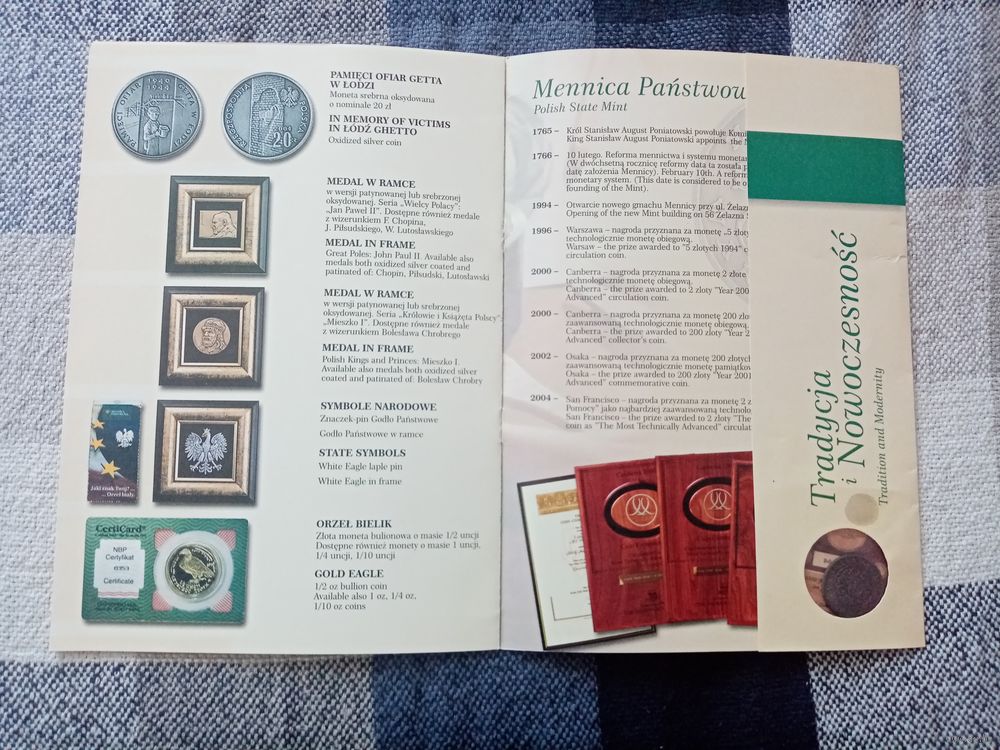 PAMIĘCI OFIAR GETTA
W ŁODZI
Moneta srebrna oksydowana
o nominale 20 zł
IN MEMORY OF VICTIMS
IN ŁÓDŹ GHETTO
Oxidized silver coin
MEDAL W RAMCE
w wersji patynowanej lub srebrzonej
oksydowanej. Seria „Wielcy Polacy":
„Jan Paweł II". Dostępne również medale
z wizerunkiem F. Chopina,
J. Piłsudskiego, W. Lutosławskiego
MEDAL IN FRAME
Great Poles: John Paul II. Available also
medals both oxidized silver coated and
patinated of: Chopin, Piłsudski, Lutosławski
MEDAL W RAMCE
w wersji patynowanej lub srebrzonej
oksydowanej. Seria „Królowie i Książęta Polscy":
„Mieszko I". Dostępne również medale
z wizerunkiem Bolesława Chrobrego
MEDAL IN FRAME
Polish Kings and Princes: Mieszko I.
Available also medals both oxidized silver
coated and patinated of: Bolesław Chrobry
SYMBOLE NARODOWE
Znaczek-pin Godło Państwowe
Godło Państwowe w ramce
STATE SYMBOLS
White Eagle laple pin
White Eagle in frame
Jaki znak Twój? ...
... Orzeł biały.
CertiCard
NBP
Certyfikat
Certificate
ORZEŁ BIELIK
Złota moneta bulionowa o masie 1/2 uncji
Dostępne również monety o masie 1 uncji,
1/4 uncji, 1/10 uncji
GOLD EAGLE
1/2 oz bullion coin
Available also 1 oz, 1/4 oz,
1/10 oz coins
Mennica Państwow
Polish State Mint
1765 – Król Stanisław August Poniatowski powołuje Komi
King Stanisław August Poniatowski appoints the
1766 – 10 lutego. Reforma mennictwa i systemu monetar
(W dwóchsetną rocznicę reformy data ta została p
datę założenia Mennicy). February 10th. A reform
monetary system. (This date is considered to be o
founding of the Mint).
1994 – Otwarcie nowego gmachu Mennicy przy ul. Żelazn
Opening of the new Mint building on 56 Żelazna
1996 – Warszawa – nagroda przyznana za monetę „5 złoty
technologicznie monetę obiegową.
Warsaw – the prize awarded to "5 zlotych 1994" c
circulation coin.
2000 – Canberra – nagroda przyznana za monetę 2 złote
technologicznie monetę obiegową.
Canberra – the prize awarded to 2 zloty "Year 200
Advanced" circulation coin.
2000 – Canberra – nagroda przyznana za monetę 200 zło
zaawansowaną technologicznie monetę obiegową.
Canberra – the prize awarded to 200 zloty "Year 2
Advanced" collector's coin.
2002 – Osaka – nagroda przyznana za monetę 200 złotych
zaawansowaną technologicznie monetę pamiątkow
Osaka – the prize awarded to 200 zloty "Year 2001
Advanced" commemorative coin.
2004 – San Francisco – nagroda przyznana za monetę 2 z
Pomocy" jako najbardziej zaawansowaną technolo
San Francisco – the prize awarded to 2 zloty "The
coin as "The Most Technically Advanced" circulat
Tradycja
i Nowoczesność
Tradition and Modernity